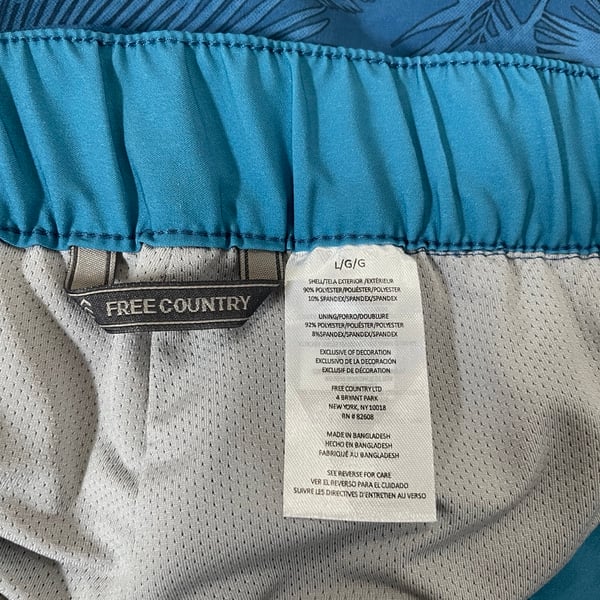 FREE COUNTRY
L/G/G
SHELL/TELA EXTERIOR /EXTÉRIEUR
90% POLYESTER/POLIÉSTER/POLYESTER
10% SPANDEX/SPANDEX/SPANDEX
LINING/FORRO/DOUBLURE
92% POLYESTER/POLIÉSTER/POLYESTER
8%SPANDEX/SPANDEX/SPANDEX
EXCLUSIVE OF DECORATION
EXCLUSIVO DE LA DECORACIÓN
EXCLUSIF DE DÉCORATION
FREE COUNTRY LTD
4 BRYANT PARK
NEW YORK, NY 10018
RN # 82608
MADE IN BANGLADESH
HECHO EN BANGLADESH
FABRIQUÉ AU BANGLADESH
SEE REVERSE FOR CARE
VER EL REVERSO PARA EL CUIDADO
SUIVRE LES DIRECTIVES D'ENTRETIEN AU VERSO